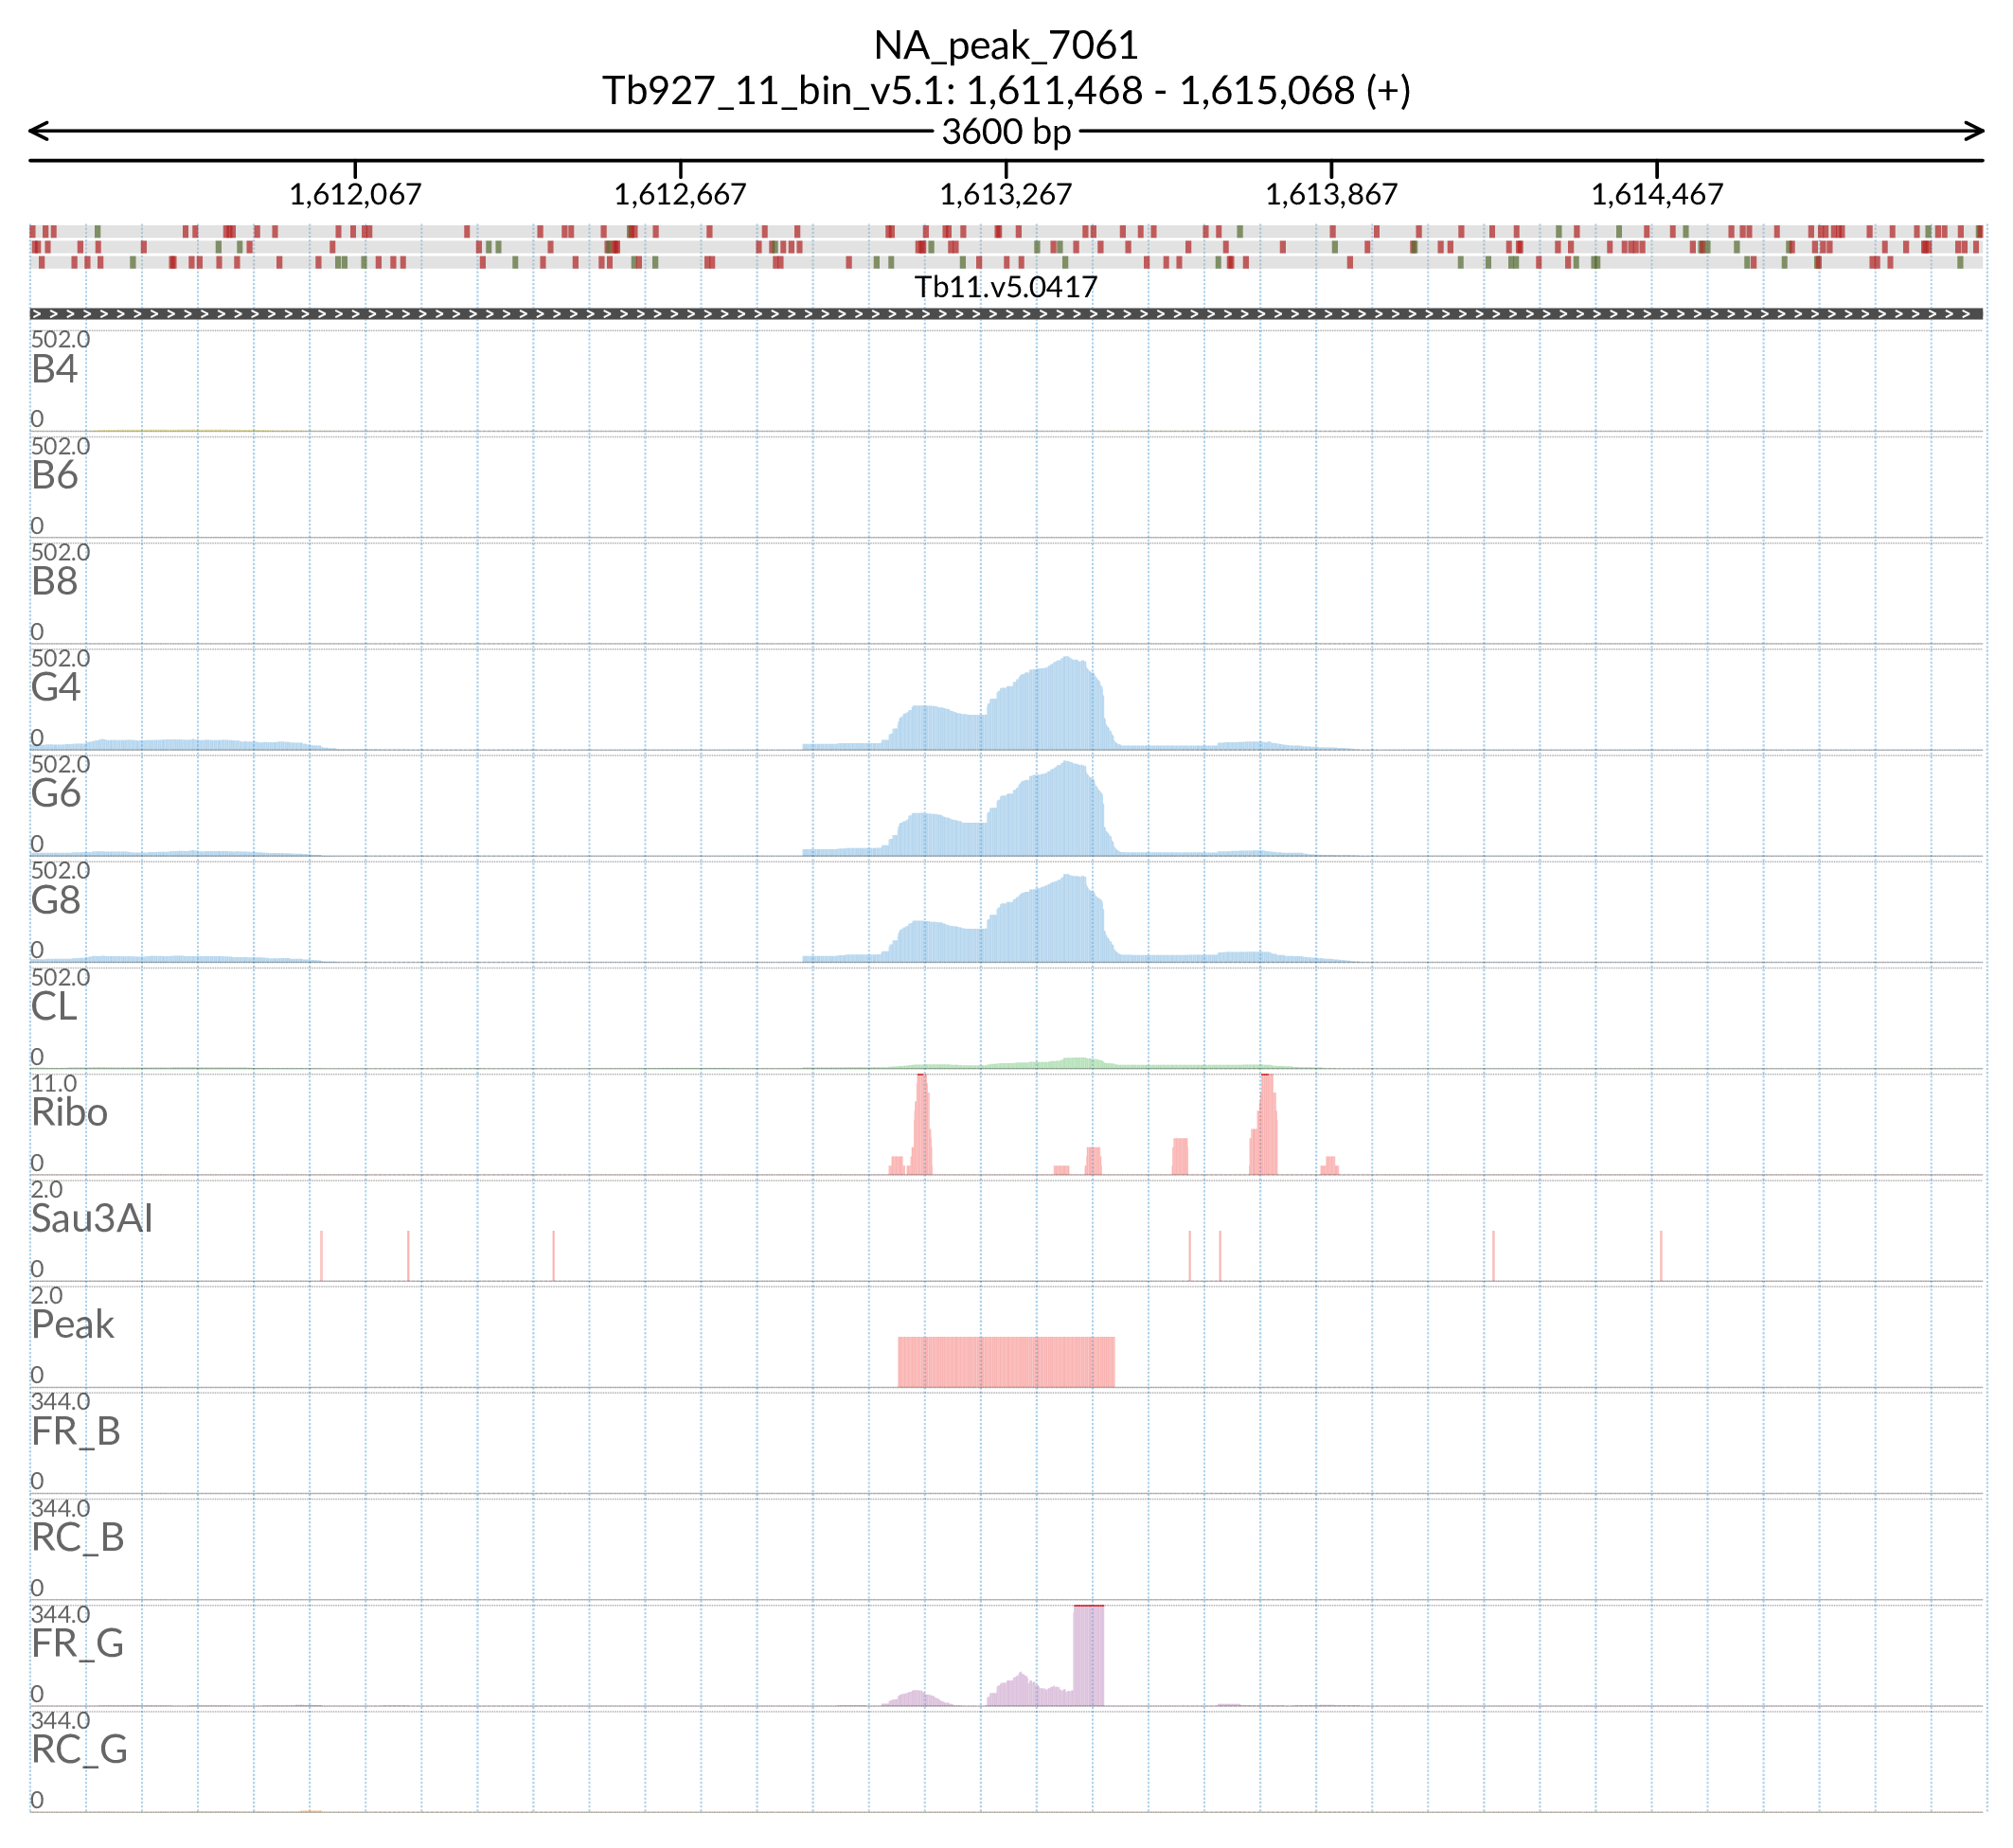 NA_peak_7061
Tb927_11_bin_v5.1: 1,611,468 - 1,615,068 (+)
3600 bp
1,612,067 1,612,667 1,613,267 1,613,867 1,614,467
Tb11.v5.0417
502.0
B4
0
502.0
B6
0
502.0
B8
0
502.0
G4
0
502.0
G6
0
502.0
G8
0
502.0
CL
0
11.0
Ribo
0
2.0
Sau3AI
0
2.0
Peak
0
344.0
FR_B
0
344.0
RC_B
0
344.0
FR_G
0
344.0
RC_G
0